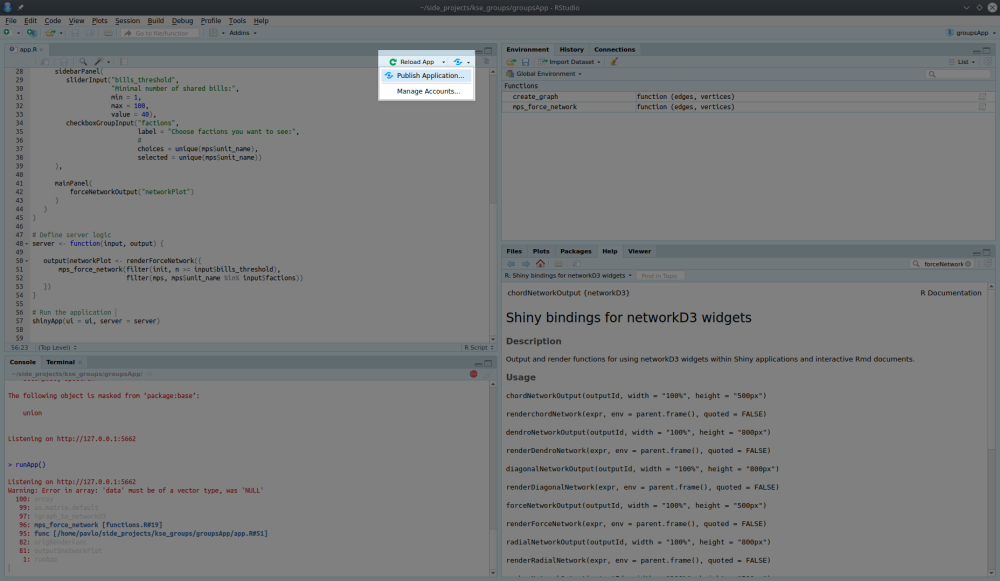 ~/side_projects/kse_groups/groupsApp - RStudio
File Edit Code View Plots Session Build Debug Profile Tools Help
Go to file/function Addins groupsApp
app.R
Reload App
Publish Application...
Manage Accounts...
28 sidebarPanel(
29 sliderInput("bills_threshold",
30 "Minimal number of shared bills:",
31 min = 1,
32 max = 100,
33 value = 40),
34 checkboxGroupInput("factions",
35 label = "Choose factions you want to see:",
36 #
37 choices = unique(mps$unit_name),
38 selected = unique(mps$unit_name))
39 ),
40
41 mainPanel(
42 forceNetworkOutput("networkPlot")
43 )
44 )
45 )
46
47 # Define server logic
48 server <- function(input, output) {
49
50 output$networkPlot <- renderForceNetwork({
51 mps_force_network(filter(init, n >= input$bills_threshold),
52 filter(mps, mps$unit_name %in% input$factions))
53 })
54 }
55
56 # Run the application
57 shinyApp(ui = ui, server = server)
58
59
56:23 (Top Level) R Script
Console Terminal
~/side_projects/kse_groups/groupsApp/
The following object is masked from ‘package:base’:
union
Listening on http://127.0.0.1:5662
> runApp()
Listening on http://127.0.0.1:5662
Warning: Error in array: 'data' must be of a vector type, was 'NULL'
100: array
99: as.matrix.default
97: igraph_to_networkD3
96: mps_force_network [functions.R#19]
95: func [/home/pavlo/side_projects/kse_groups/groupsApp/app.R#51]
82: origRenderFunc
81: output$networkPlot
1: runApp
Environment History Connections
Import Dataset List
Global Environment
Functions
create_graph function (edges, vertices)
mps_force_network function (edges, vertices)
Files Plots Packages Help Viewer
forceNetwork
R: Shiny bindings for networkD3 widgets Find in Topic
chordNetworkOutput {networkD3} R Documentation
Shiny bindings for networkD3 widgets
Description
Output and render functions for using networkD3 widgets within Shiny applications and interactive Rmd documents.
Usage
chordNetworkOutput(outputId, width = "100%", height = "500px")
renderchordNetwork(expr, env = parent.frame(), quoted = FALSE)
dendroNetworkOutput(outputId, width = "100%", height = "800px")
renderDendroNetwork(expr, env = parent.frame(), quoted = FALSE)
diagonalNetworkOutput(outputId, width = "100%", height = "800px")
renderDiagonalNetwork(expr, env = parent.frame(), quoted = FALSE)
forceNetworkOutput(outputId, width = "100%", height = "500px")
renderForceNetwork(expr, env = parent.frame(), quoted = FALSE)
radialNetworkOutput(outputId, width = "100%", height = "800px")
renderRadialNetwork(expr, env = parent.frame(), quoted = FALSE)